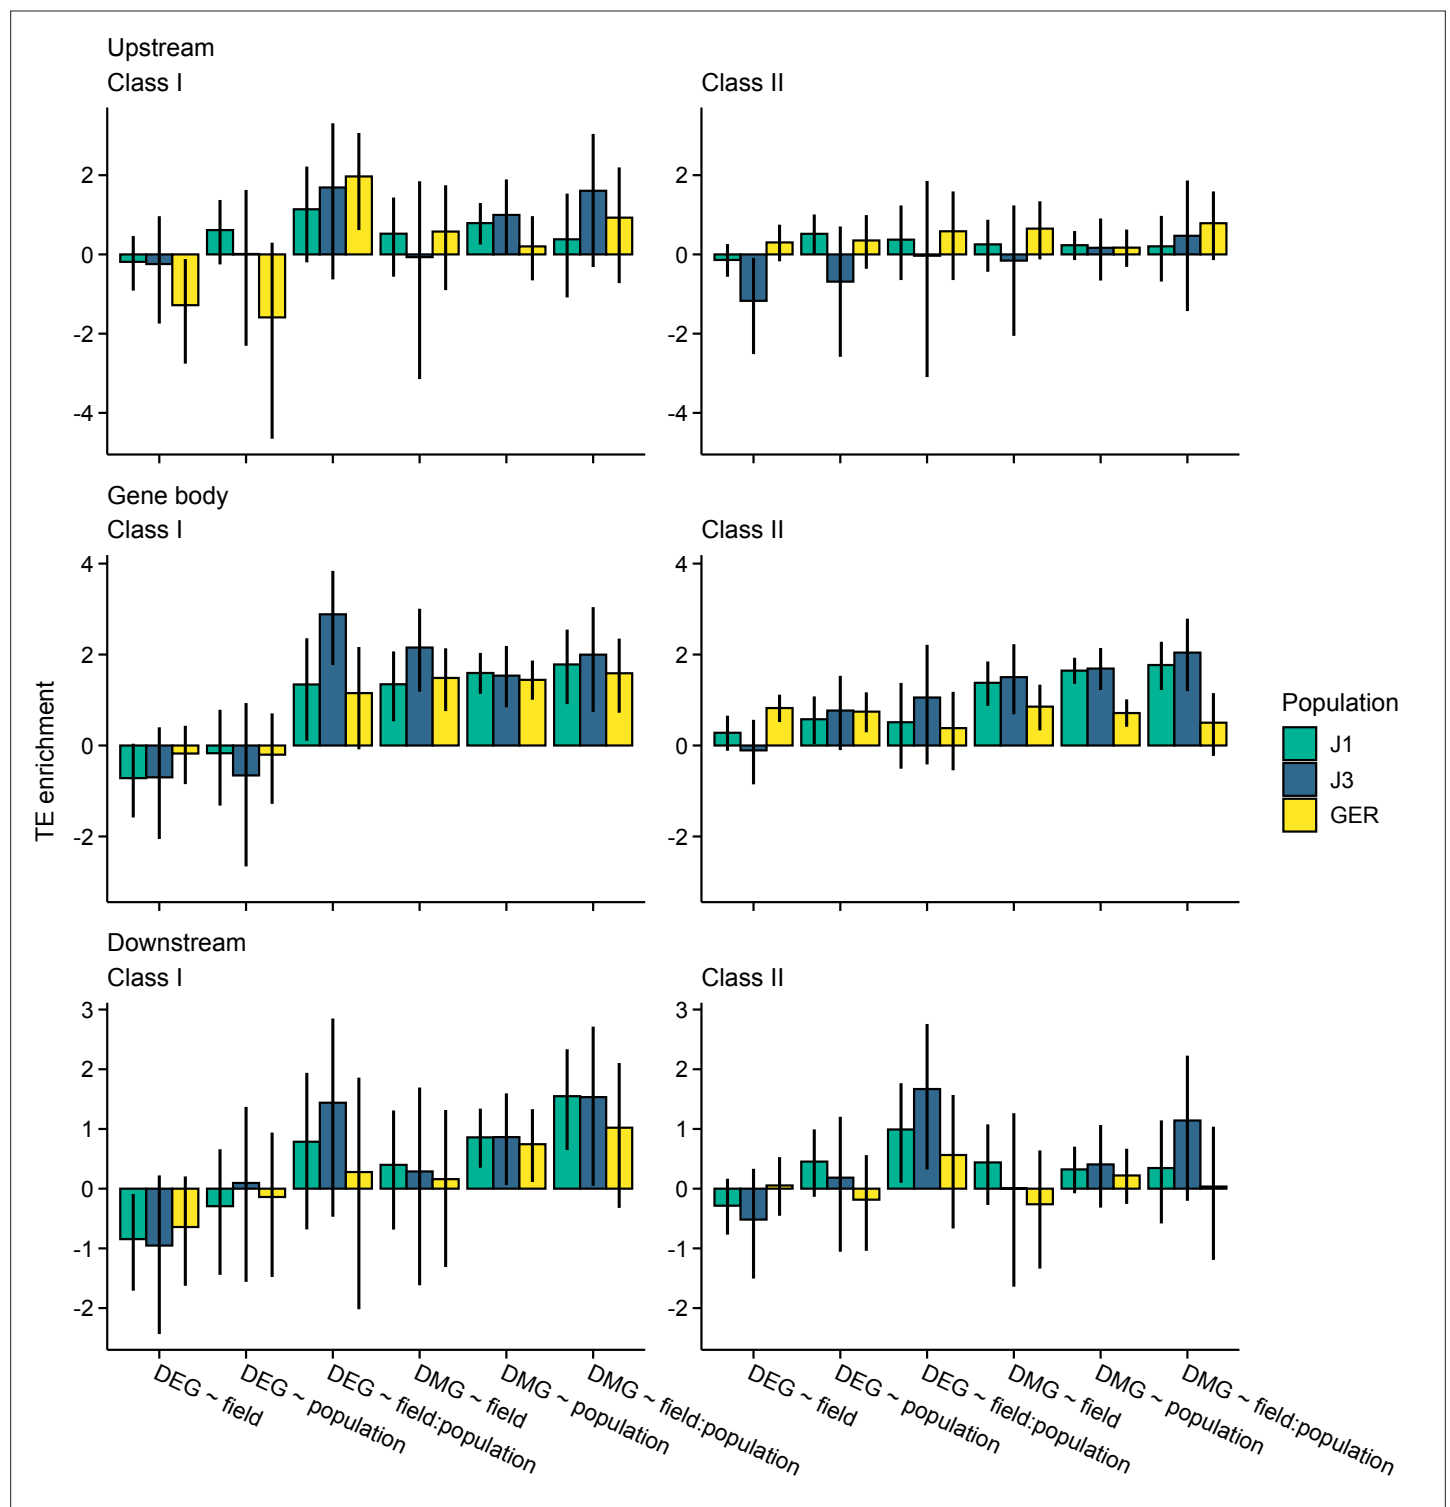 Upstream
Class I
Class II
2
0
-2
-4
2
0
-2
-4
Gene body
Class I
Class II
4
2
0
-2
4
2
0
-2
TE enrichment
Population
J1
J3
GER
Downstream
Class I
Class II
3
2
1
0
-1
-2
3
2
1
0
-1
-2
DEG ~ field
DEG ~ population
DEG ~ field:population
DMG ~ field
DMG ~ population
DMG ~ field:population
DEG ~ field
DEG ~ population
DEG ~ field:population
DMG ~ field
DMG ~ population
DMG ~ field:population